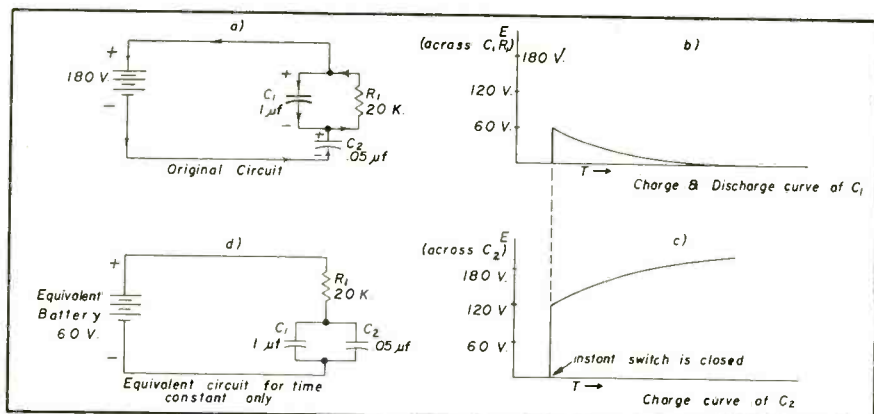 a)
+
180 V.
−
+
C₁
1 µf
−
R₁
20 K.
+
C₂
−
.05 µf
Original Circuit
E
(across C₁R₁)
b)
180 V.
120 V.
60 V.
T →
Charge & Discharge curve of C₁
d)
+
Equivalent
Battery
60 V.
−
R₁
20K
C₁
1 µf
C₂
.05 µf
Equivalent circuit for time
constant only
E
(across C₂)
c)
180 V.
120 V
60 V.
instant switch is closed
T →
Charge curve of C₂